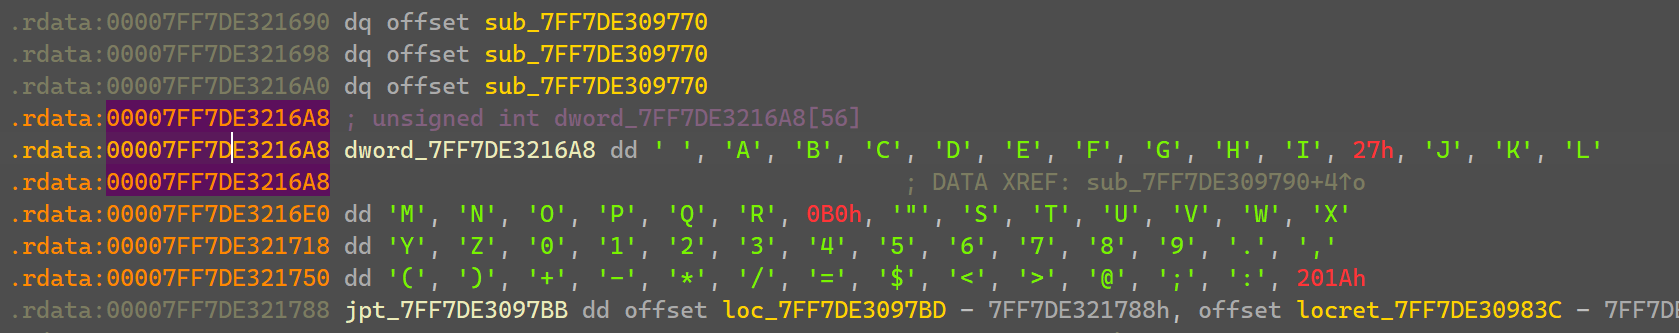 .rdata:00007FF7DE321690 dq offset sub_7FF7DE309770
.rdata:00007FF7DE321698 dq offset sub_7FF7DE309770
.rdata:00007FF7DE3216A0 dq offset sub_7FF7DE309770
.rdata:00007FF7DE3216A8 ; unsigned int dword_7FF7DE3216A8[56]
.rdata:00007FF7DE3216A8 dword_7FF7DE3216A8 dd ' ', 'A', 'B', 'C', 'D', 'E', 'F', 'G', 'H', 'I', 27h, 'J', 'K', 'L'
.rdata:00007FF7DE3216A8 ; DATA XREF: sub_7FF7DE309790+4↑o
.rdata:00007FF7DE3216E0 dd 'M', 'N', 'O', 'P', 'Q', 'R', 0B0h, '"', 'S', 'T', 'U', 'V', 'W', 'X'
.rdata:00007FF7DE321718 dd 'Y', 'Z', '0', '1', '2', '3', '4', '5', '6', '7', '8', '9', '.', ','
.rdata:00007FF7DE321750 dd '(', ')', '+', '-', '*', '/', '=', '$', '<', '>', '@', ';', ':', 201Ah
.rdata:00007FF7DE321788 jpt_7FF7DE3097BB dd offset loc_7FF7DE3097BD - 7FF7DE321788h, offset locret_7FF7DE30983C - 7FF7DE